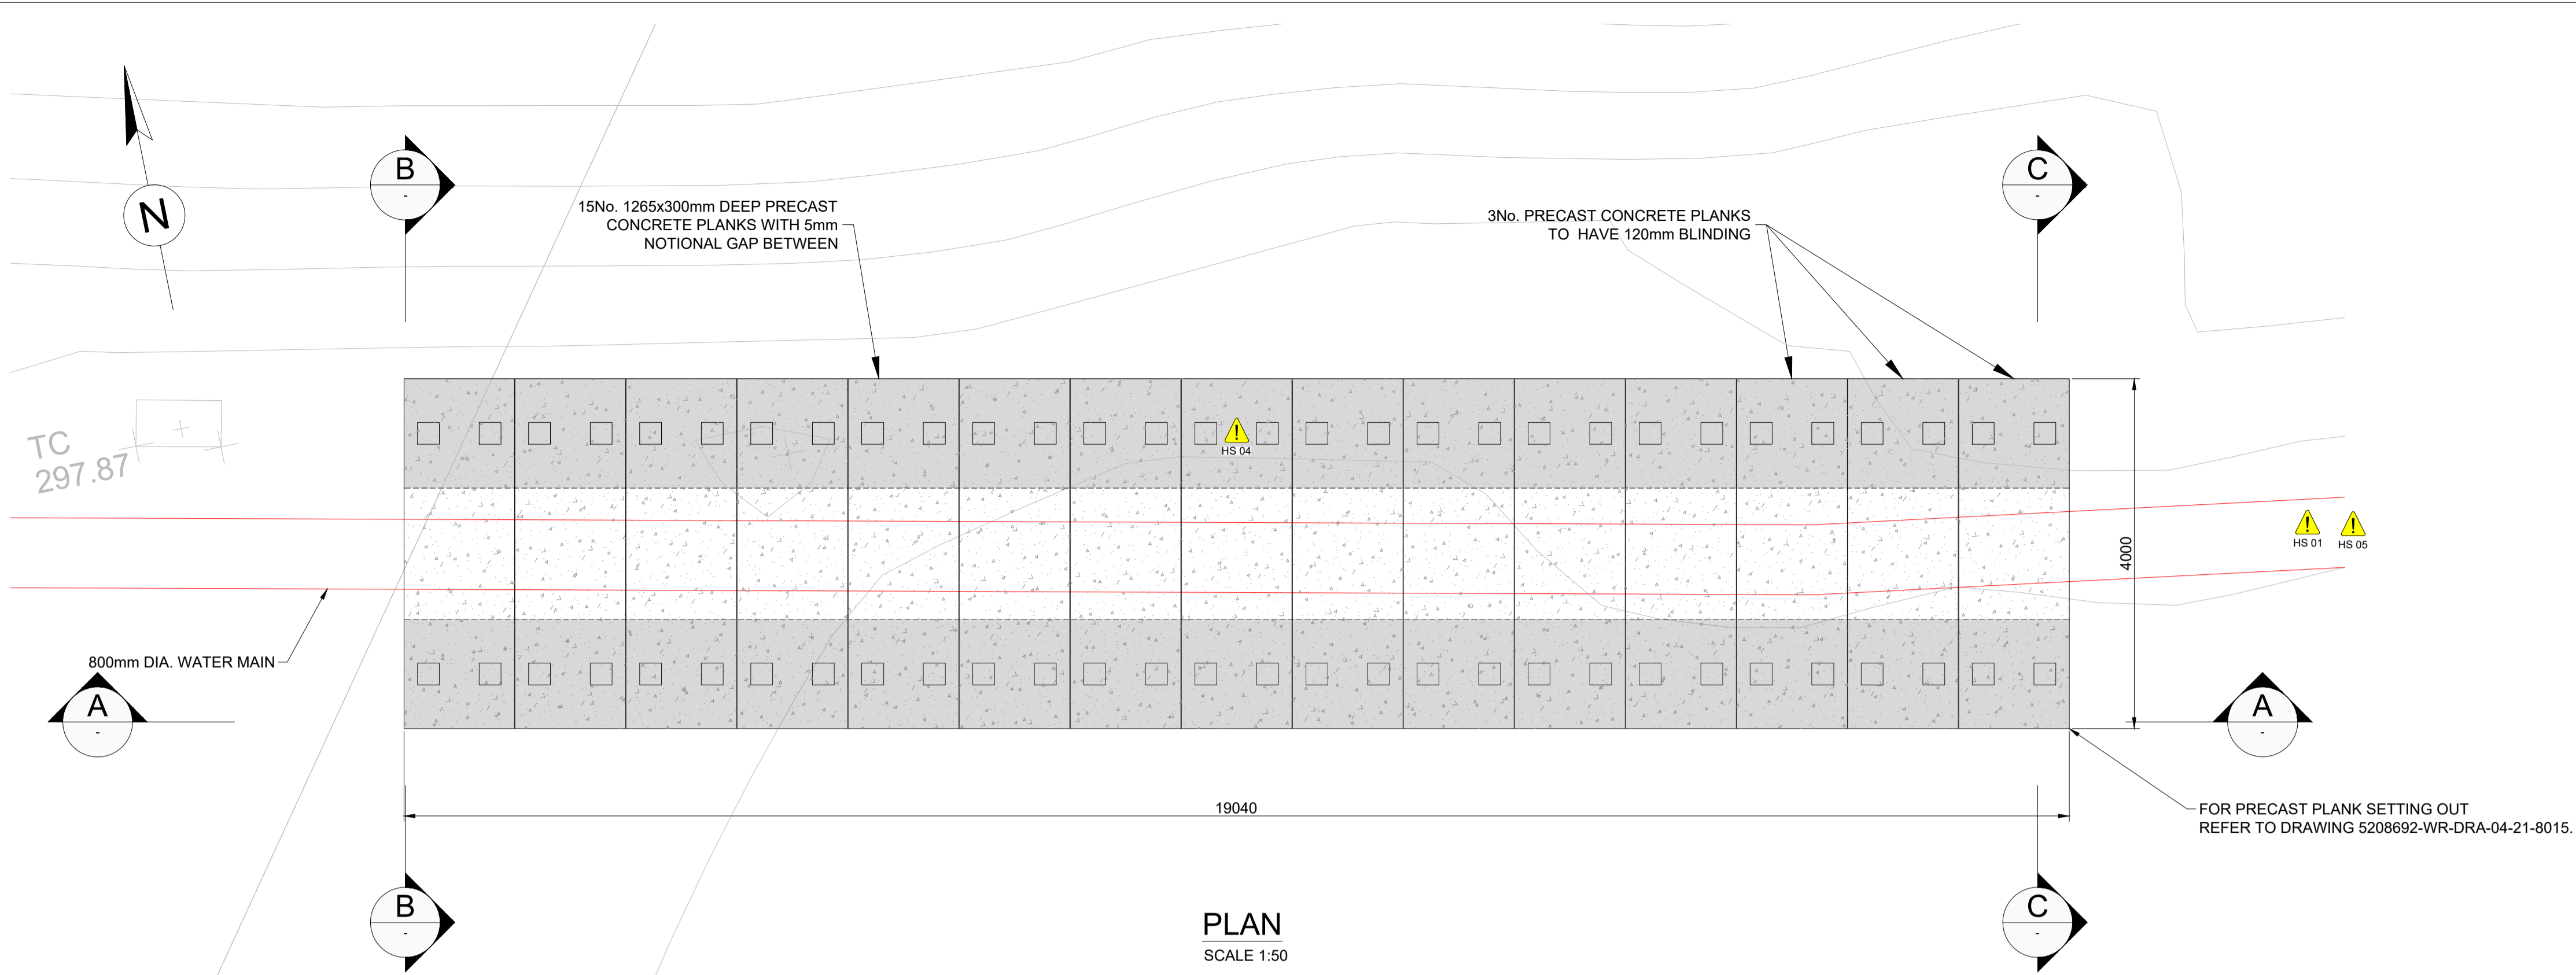 B
-
C
-
N
15No. 1265x300mm DEEP PRECAST
CONCRETE PLANKS WITH 5mm
NOTIONAL GAP BETWEEN
3No. PRECAST CONCRETE PLANKS
TO HAVE 120mm BLINDING
TC
297.87
HS 04
HS 01
HS 05
4000
800mm DIA. WATER MAIN
A
-
A
-
19040
FOR PRECAST PLANK SETTING OUT
REFER TO DRAWING 5208692-WR-DRA-04-21-8015.
B
-
C
-
PLAN
SCALE 1:50